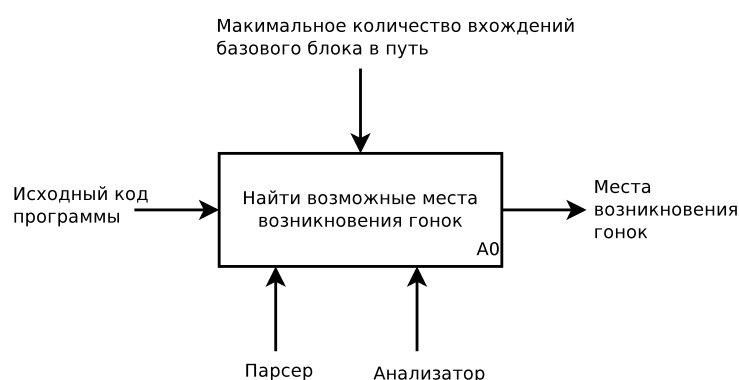 Макимальное количество вхождений
базового блока в путь
Исходный код
программы
Найти возможные места
возникновения гонок
A0
Места
возникновения
гонок
Парсер
Анализатор